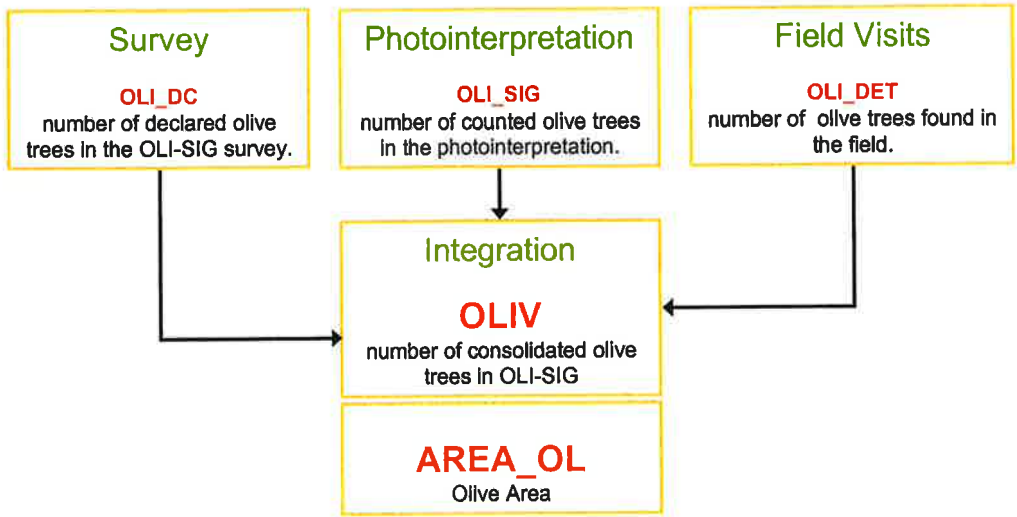 Survey
OLI_DC
number of declared olive
trees in the OLI-SIG survey.
Photointerpretation
OLI_SIG
number of counted olive trees
in the photointerpretation.
Field Visits
OLI_DET
number of olive trees found in
the field.
Integration
OLIV
number of consolidated olive
trees in OLI-SIG
AREA_OL
Olive Area